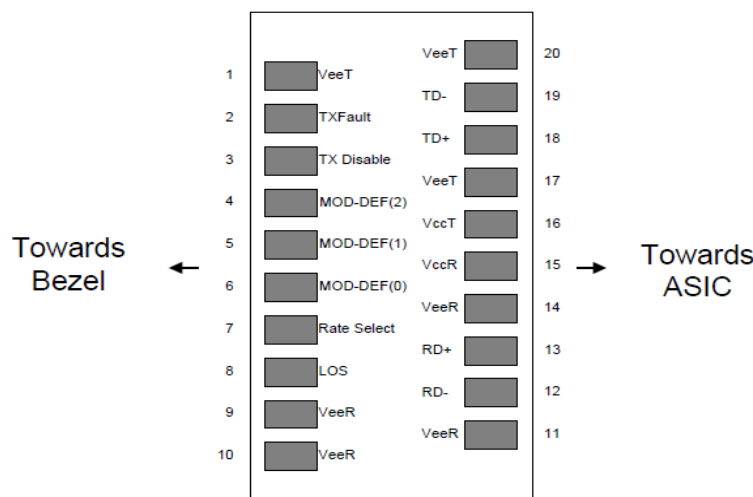 VeeT 20
1 VeeT
TD- 19
2 TXFault
TD+ 18
3 TX Disable
VeeT 17
4 MOD-DEF(2)
VccT 16
5 MOD-DEF(1)
Towards
Bezel
VccR 15
Towards
ASIC
6 MOD-DEF(0)
VeeR 14
7 Rate Select
RD+ 13
8 LOS
RD- 12
9 VeeR
VeeR 11
10 VeeR